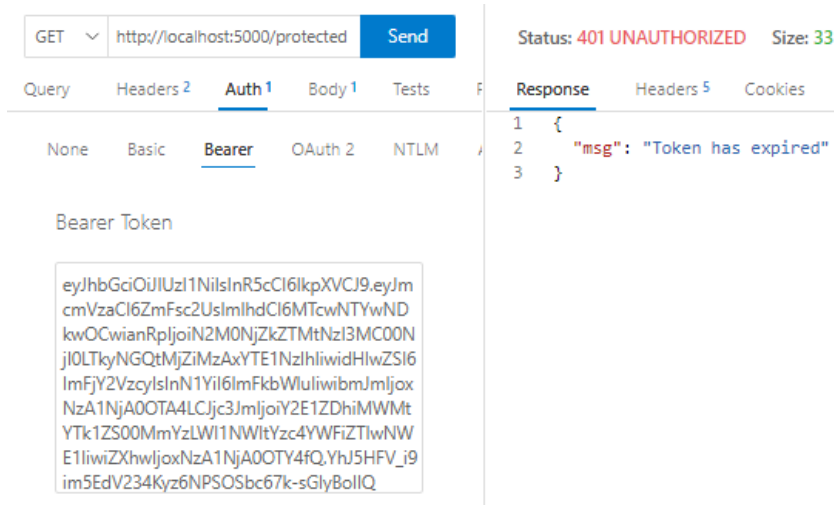 GET http://localhost:5000/protected Send
Query Headers 2 Auth 1 Body 1 Tests
None Basic Bearer OAuth 2 NTLM
Bearer Token
eyJhbGciOiJIUzI1NiIsInR5cCI6IkpXVCJ9.eyJm
cmVzaCI6ZmFsc2UsImlhdCI6MTcwNTYwND
kwOCwianRpIjoiN2M0NjZkZTMtNzI3MC00N
jI0LTkyNGQtMjZiMzAxYTE1NzIhIiwidHlwZSI6
ImFjY2VzcyIsInN1YiI6ImFkbWluIiwibmJmIjox
NzA1NjA0OTA4LCJjc3JmIjoiY2E1ZDhiMWMt
YTk1ZS00MmYzLWI1NWItYzc4YWFiZTIwNW
E1IiwiZXhwIjoxNzA1NjA0OTY4fQ.YhJ5HFV_i9
im5EdV234Kyz6NPSOSbc67k-sGlyBolIQ
Status: 401 UNAUTHORIZED Size: 33
Response Headers 5 Cookies
1 {
2 "msg": "Token has expired"
3 }